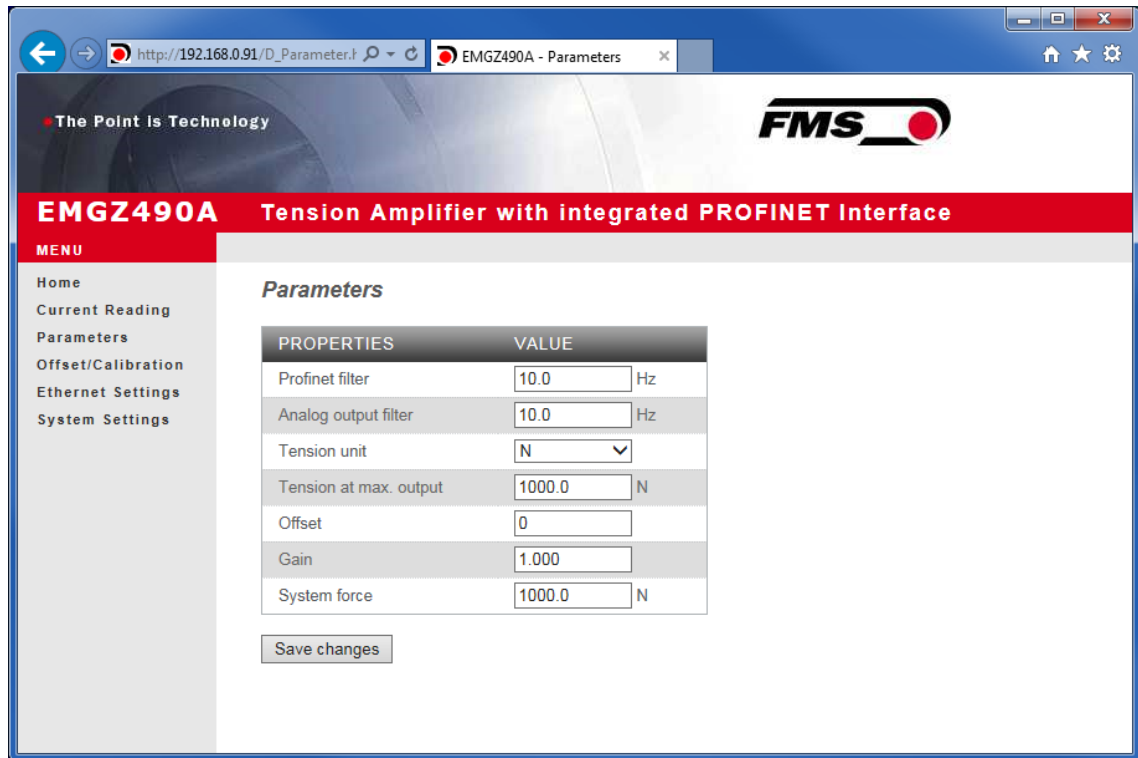 http://192.168.0.91/D_Parameter.h
EMGZ490A - Parameters
The Point is Technology
FMS
EMGZ490A Tension Amplifier with integrated PROFINET Interface
MENU
Home
Current Reading
Parameters
Offset/Calibration
Ethernet Settings
System Settings
Parameters
PROPERTIES VALUE
Profinet filter 10.0 Hz
Analog output filter 10.0 Hz
Tension unit N
Tension at max. output 1000.0 N
Offset 0
Gain 1.000
System force 1000.0 N
Save changes